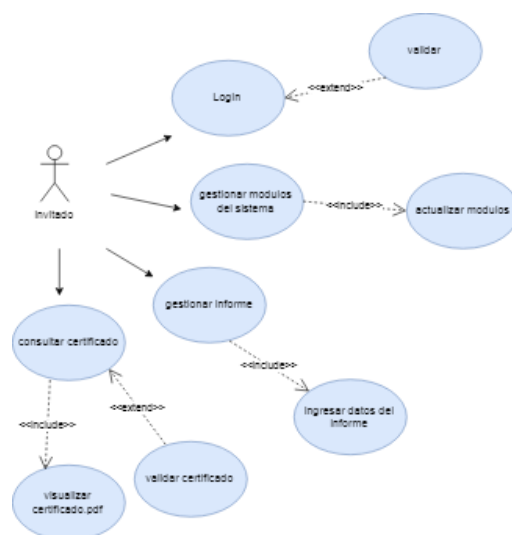 validar
<<extend>>
Login
Invitado
gestionar modulos
del sistema
<<include>>
actualizar modulos
gestionar informe
consultar certificado
<<include>>
<<include>>
<<extend>>
ingresar datos del
informe
validar certificado
visualizar
certificado.pdf